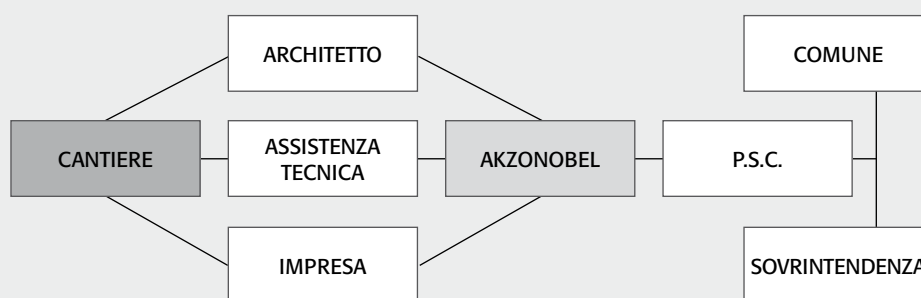 ARCHITETTO
COMUNE
CANTIERE
ASSISTENZA
TECNICA
AKZONOBEL
P.S.C.
IMPRESA
SOVRINTENDENZA